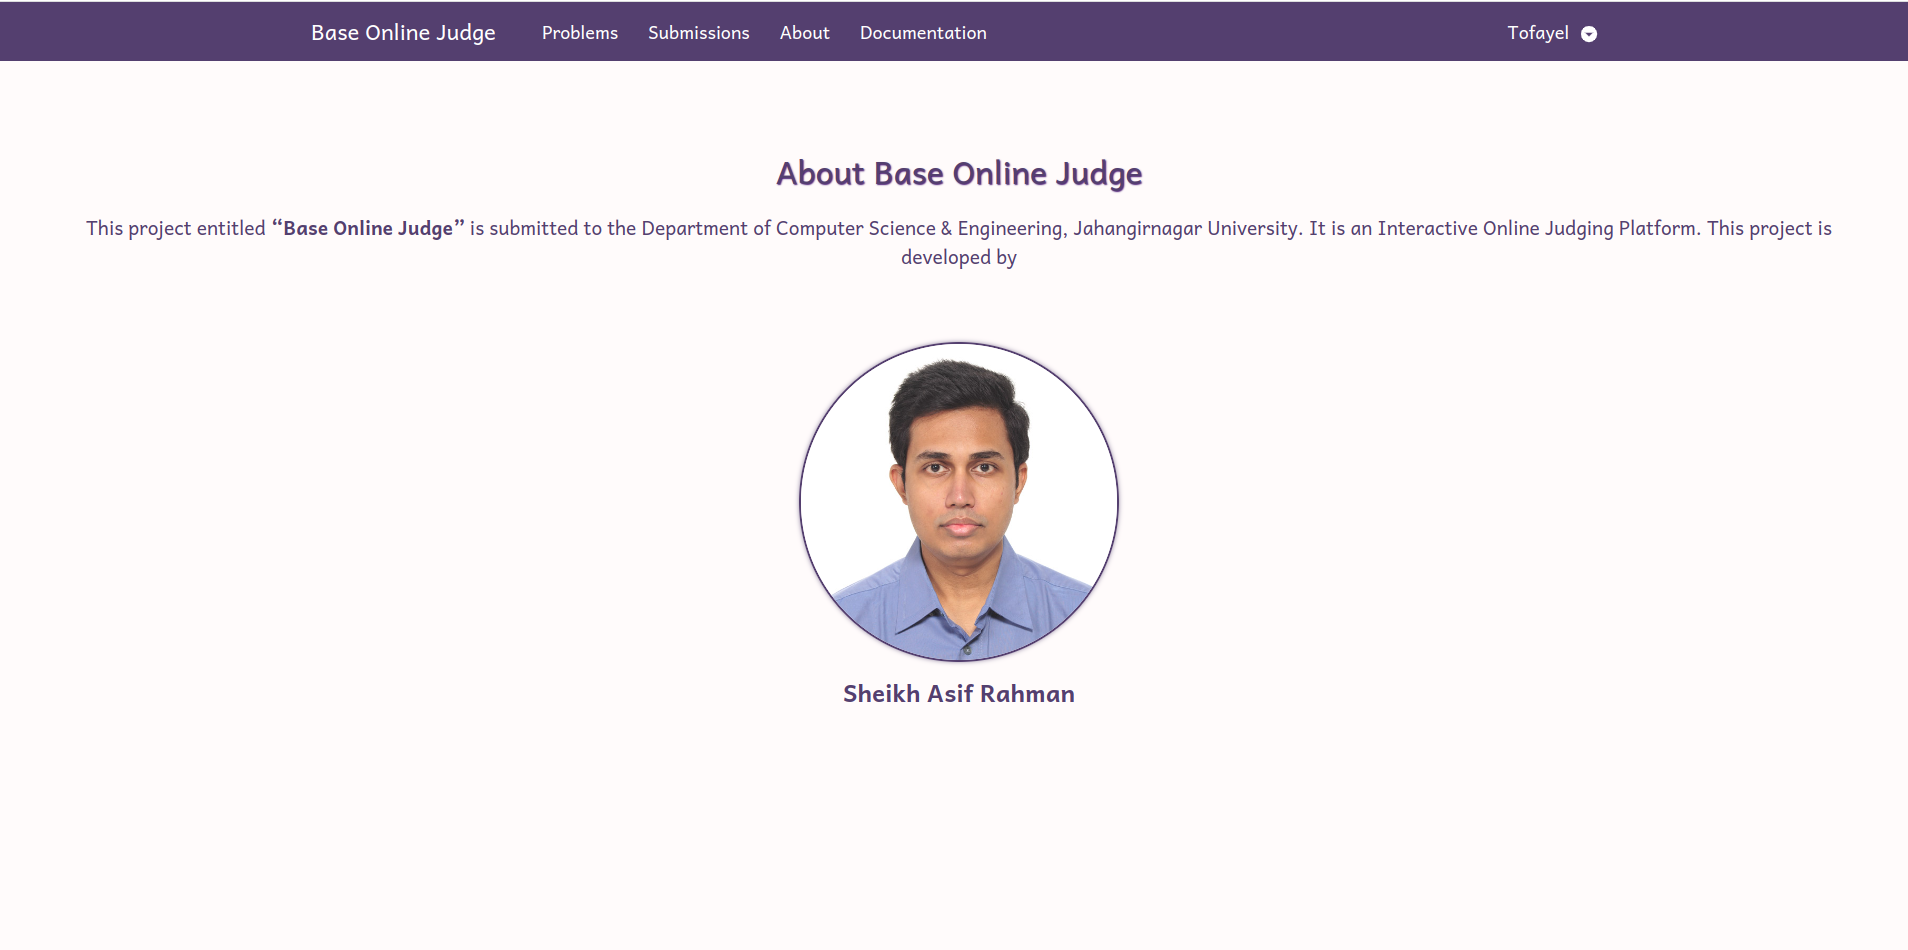 Base Online Judge Problems Submissions About Documentation Tofayel
About Base Online Judge
This project entitled “Base Online Judge” is submitted to the Department of Computer Science & Engineering, Jahangirnagar University. It is an Interactive Online Judging Platform. This project is
developed by
Sheikh Asif Rahman